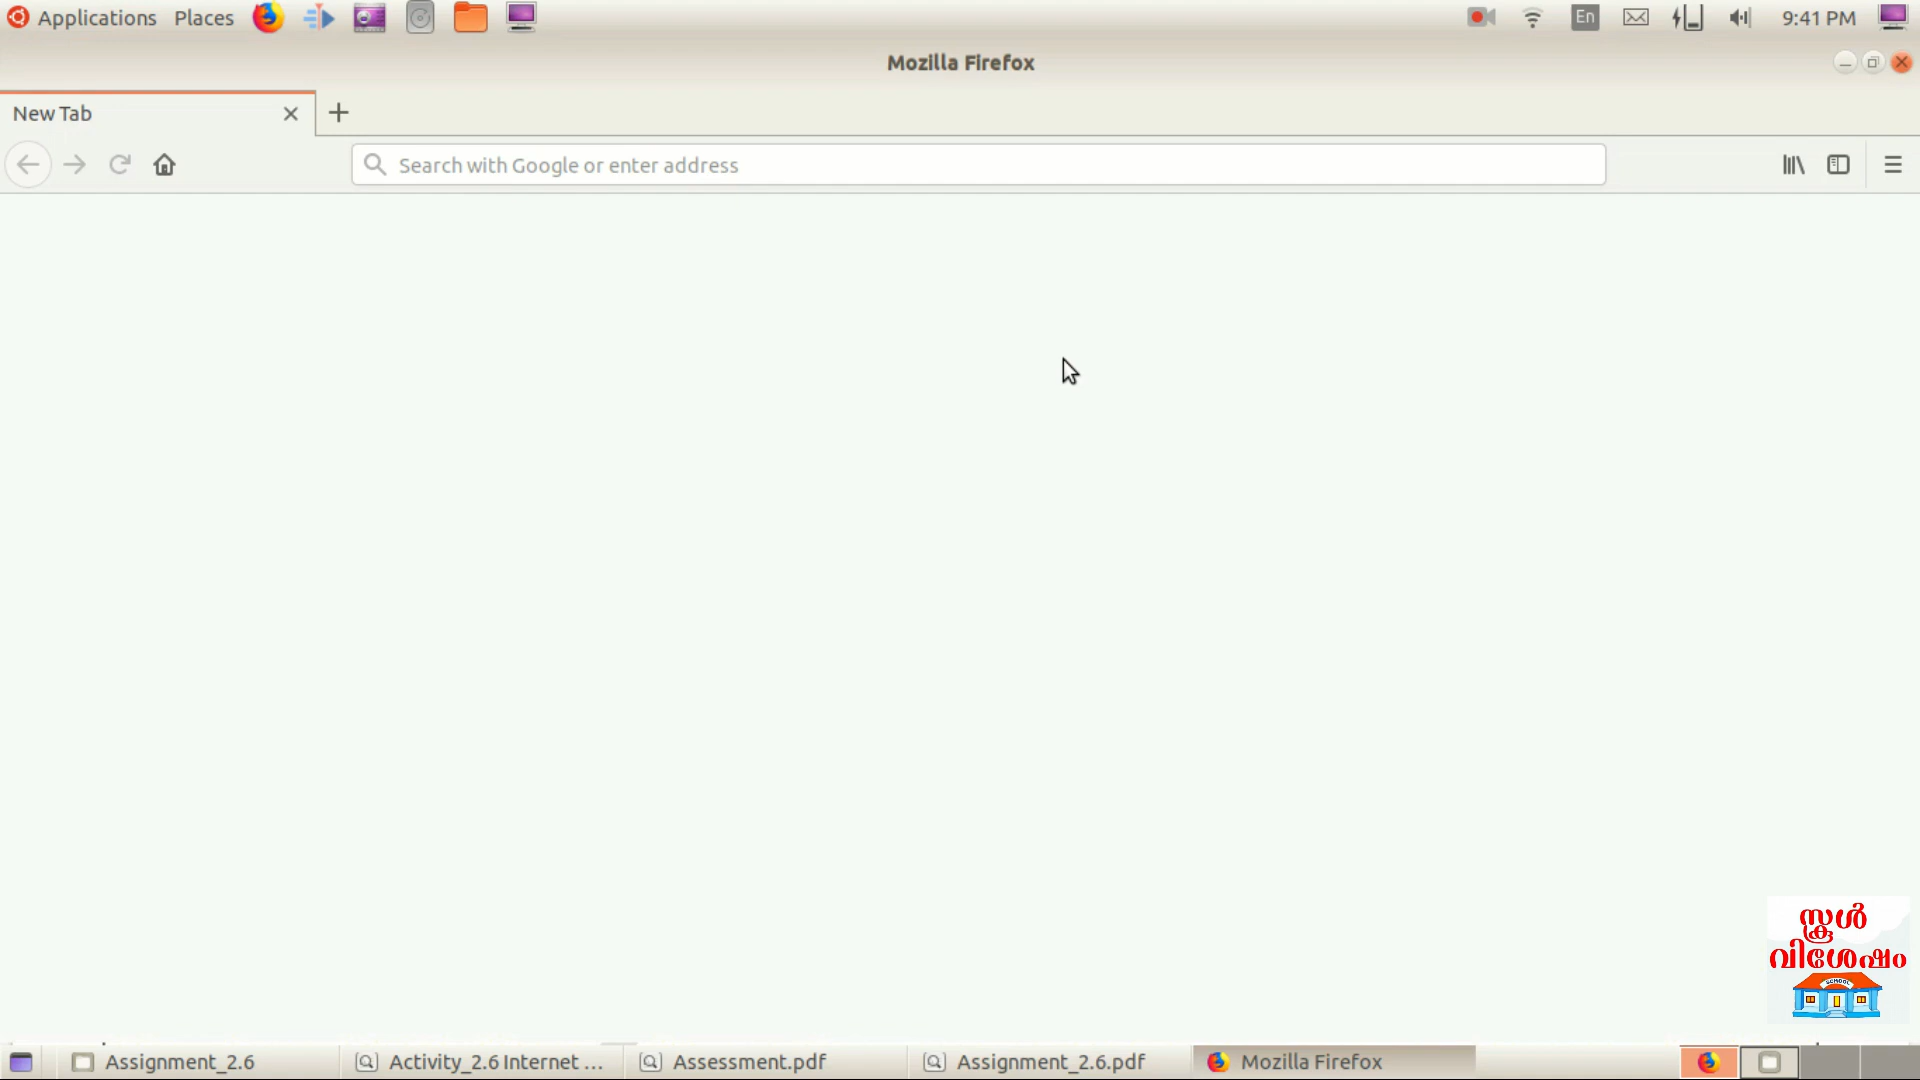 Applications Places En 9:41 PM
Mozilla Firefox
New Tab
Search with Google or enter address
സ്കൂൾ
വിശേഷം
SCHOOL
Assignment_2.6 Activity_2.6 Internet ... Assessment.pdf Assignment_2.6.pdf Mozilla Firefox